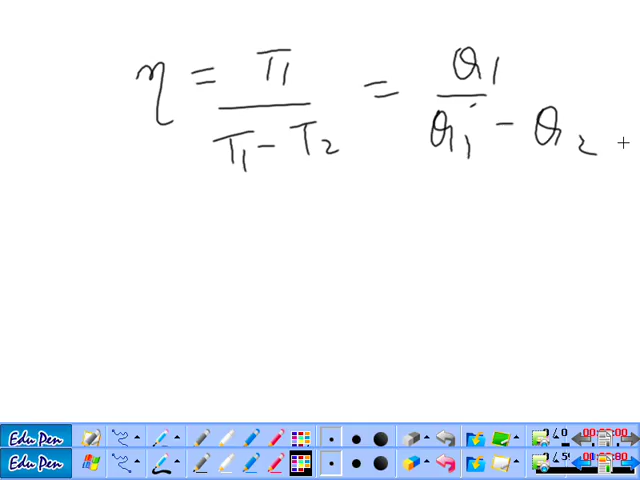 η = T₁ / (T₁ - T₂) = Q₁ / (Q₁ - Q₂)
Edu Pen
Edu Pen